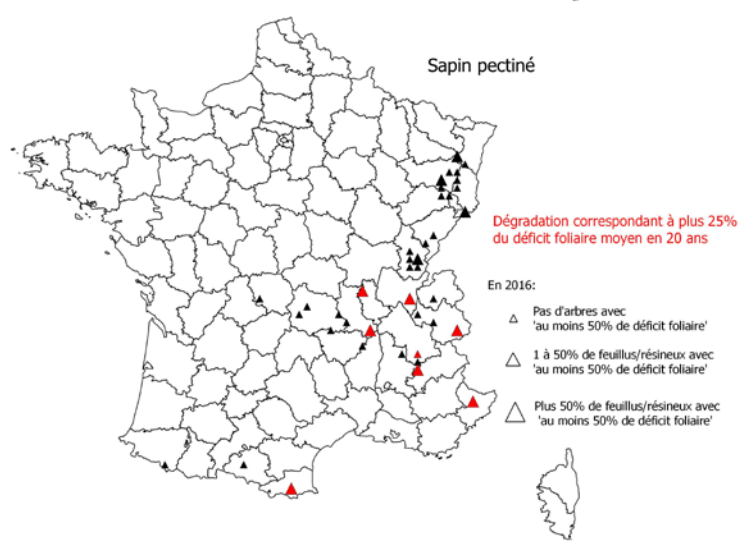 Sapin pectiné
Dégradation correspondant à plus 25%
du déficit foliaire moyen en 20 ans
En 2016:
Pas d'arbres avec
'au moins 50% de déficit foliaire'
1 à 50% de feuillus/résineux avec
'au moins 50% de déficit foliaire'
Plus 50% de feuillus/résineux avec
'au moins 50% de déficit foliaire'